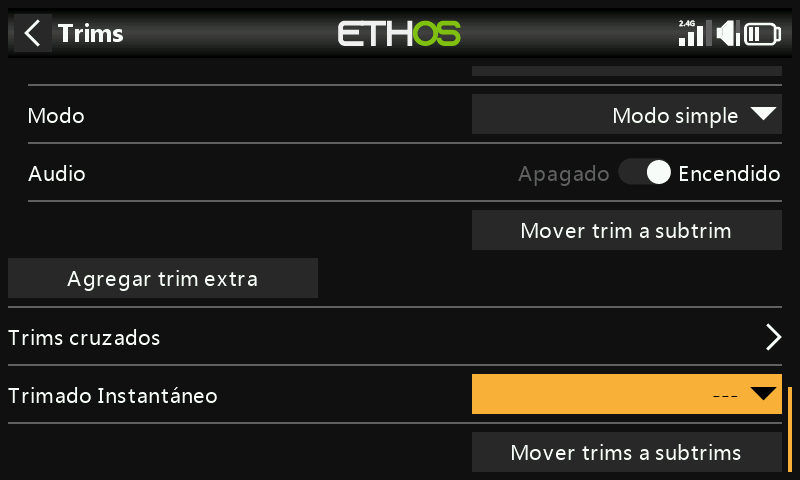 Trims
ETHOS
2.4G
Modo
Modo simple
Audio
Apagado
Encendido
Mover trim a subtrim
Agregar trim extra
Trims cruzados
Trimado Instantáneo
---
Mover trims a subtrims